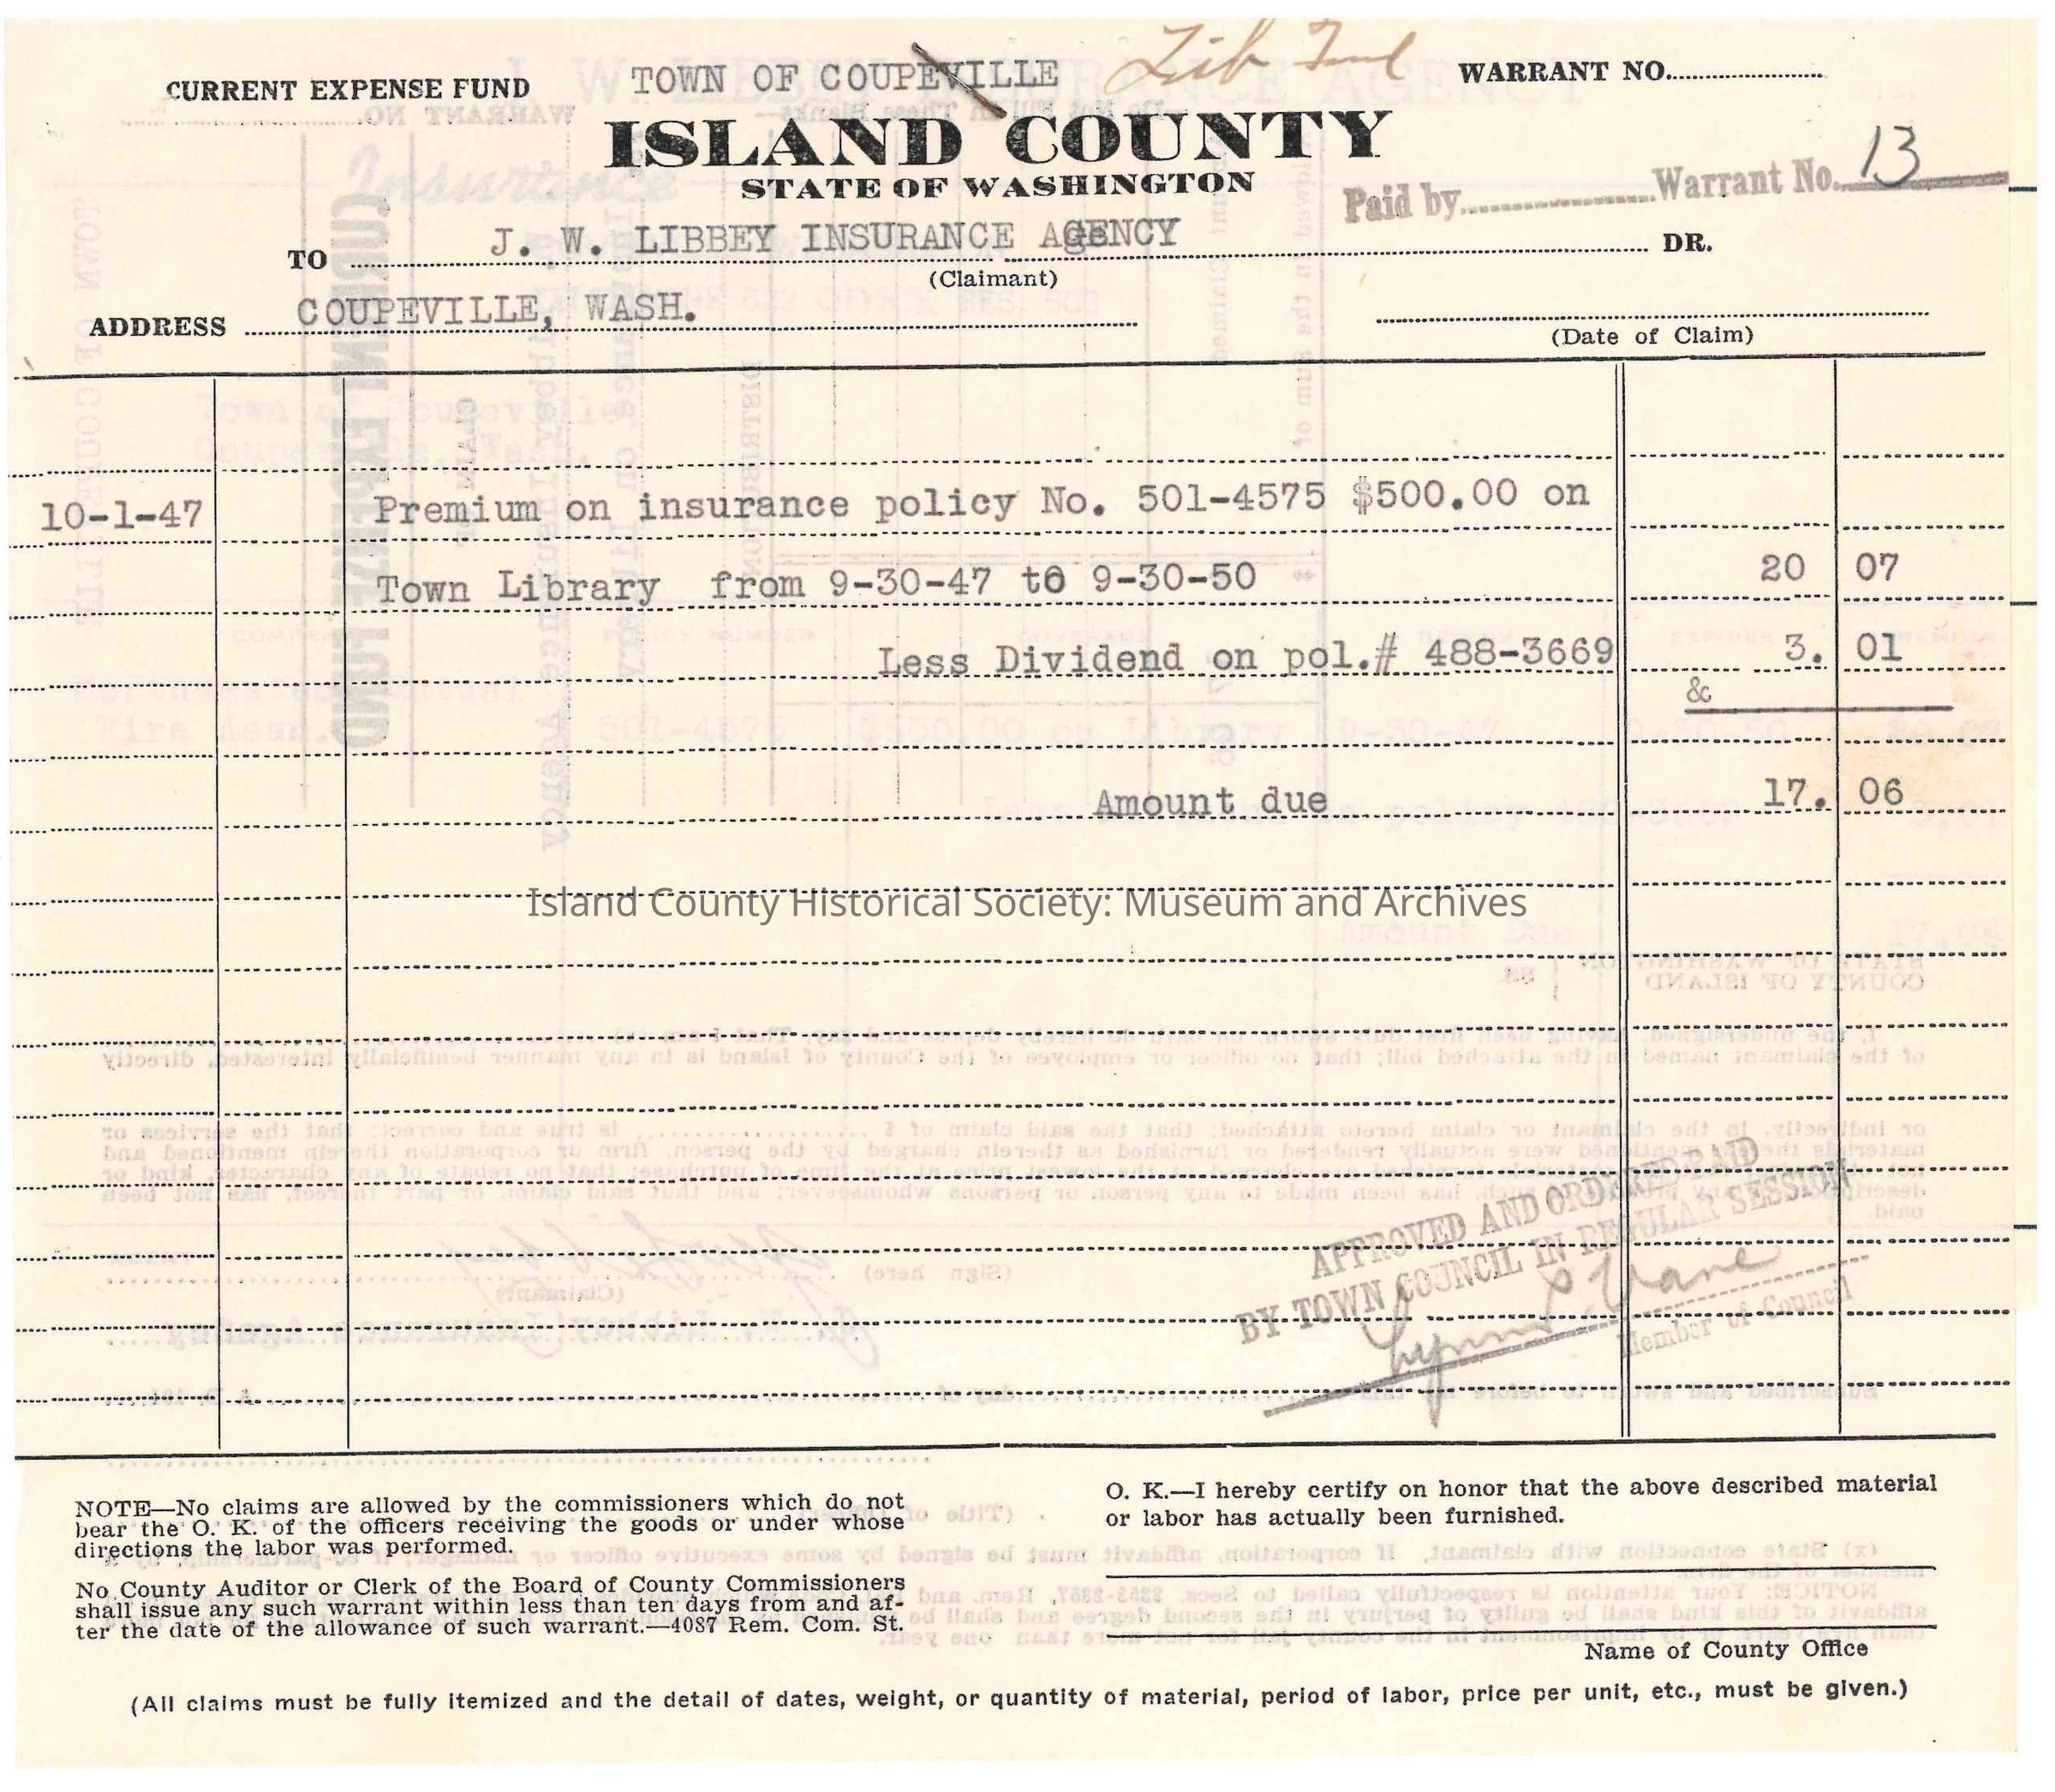 CURRENT EXPENSE FUND
TOWN OF COUPEVILLE
Lib Fund
WARRANT NO.
ISLAND COUNTY
STATE OF WASHINGTON
Paid by Warrant No. 13
TO J. W. LIBBEY INSURANCE AGENCY DR.
(Claimant)
ADDRESS COUPEVILLE, WASH.
(Date of Claim)
10-1-47 Premium on insurance policy No. 501-4575 $500.00 on
Town Library from 9-30-47 to 9-30-50 20 07
Less Dividend on pol.# 488-3669 3. 01
&
Amount due 17. 06
Island County Historical Society: Museum and Archives
APPROVED AND ORDERED PAID
BY TOWN COUNCIL IN REGULAR SESSION
Member of Council
NOTE—No claims are allowed by the commissioners which do not
bear the O. K. of the officers receiving the goods or under whose
directions the labor was performed.
No County Auditor or Clerk of the Board of County Commissioners
shall issue any such warrant within less than ten days from and af-
ter the date of the allowance of such warrant.—4087 Rem. Com. St.
O. K.—I hereby certify on honor that the above described material
or labor has actually been furnished.
Name of County Office
(All claims must be fully itemized and the detail of dates, weight, or quantity of material, period of labor, price per unit, etc., must be given.)